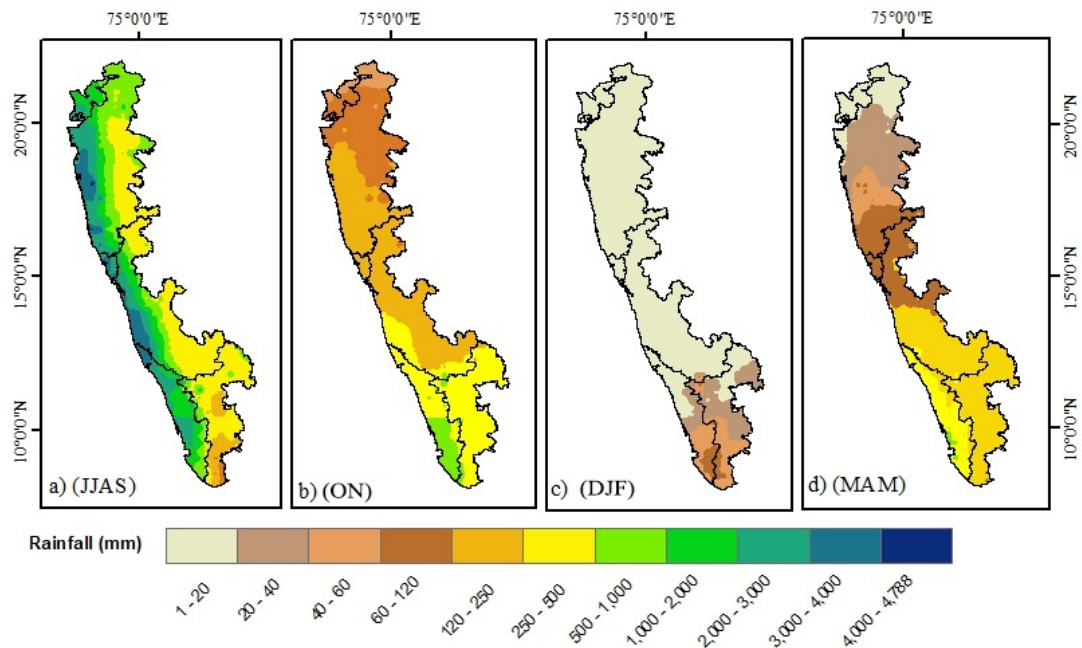 75°0'0"E 75°0'0"E 75°0'0"E 75°0'0"E
20°0'0"N 20°0'0"N
15°0'0"N 15°0'0"N
10°0'0"N 10°0'0"N
a) (JJAS) b) (ON) c) (DJF) d) (MAM)
Rainfall (mm)
1 - 20 20 - 40 40 - 60 60 - 120 120 - 250 250 - 500 500 - 1,000 1,000 - 2,000 2,000 - 3,000 3,000 - 4,000 4,000 - 4,788